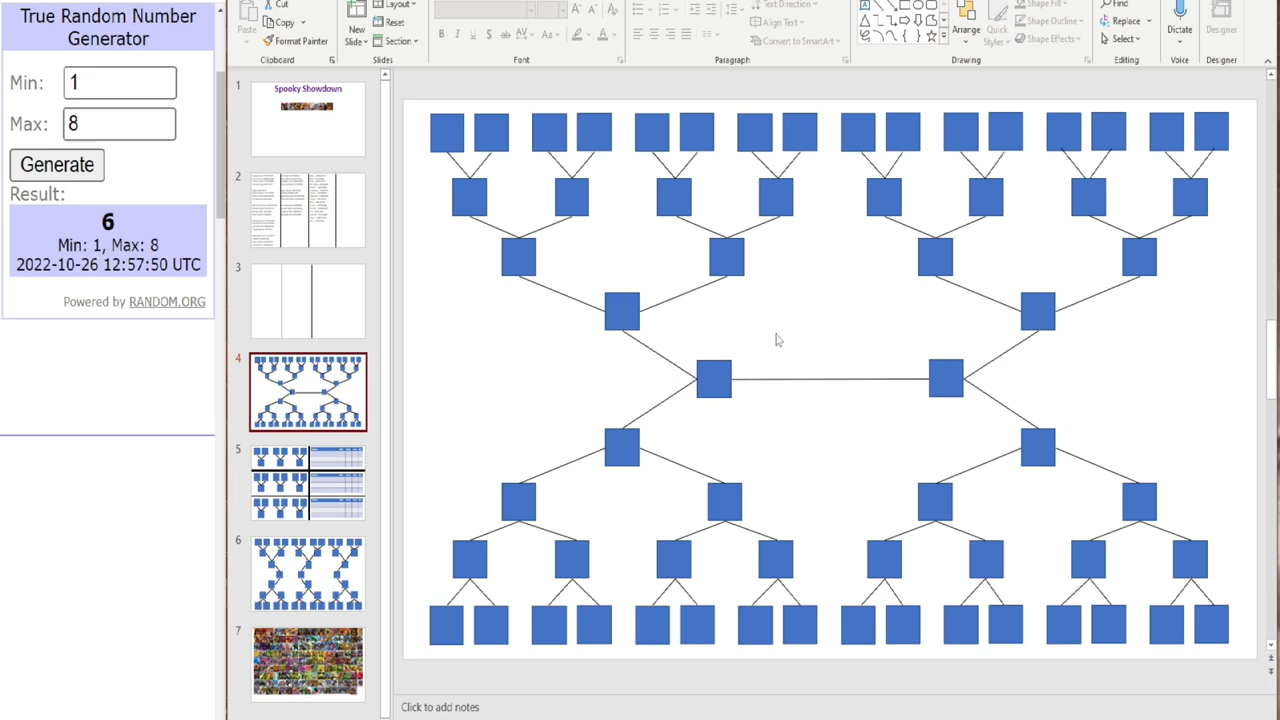 True Random Number
Generator
Min: 1
Max: 8
Generate
Result:
6
Min: 1, Max: 8
2022-10-26 12:57:50 UTC
Powered by RANDOM.ORG
Paste
Cut
Copy
Format Painter
Clipboard
New
Slide
Layout
Reset
Section
Slides
B I U S ab AV Aa A
Font
Text Direction
Align Text
Convert to SmartArt
Paragraph
Arrange
Quick
Styles
Shape Fill
Shape Outline
Shape Effects
Drawing
Find
Replace
Select
Editing
Dictate
Voice
Designer
Designer
1
Spooky Showdown
2
3
4
5
6
7
Click to add notes